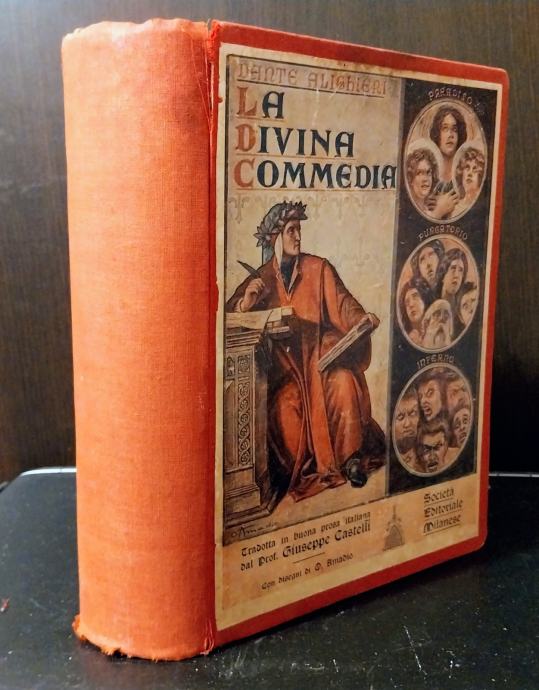 DANTE ALIGHIERI
LA
DIVINA
COMMEDIA
PARADISO
PURGATORIO
INFERNO
Tradotta in buona prosa italiana
dal Prof. Giuseppe Castelli
Con disegni di O. Amadio
Società
Editoriale
Milanese